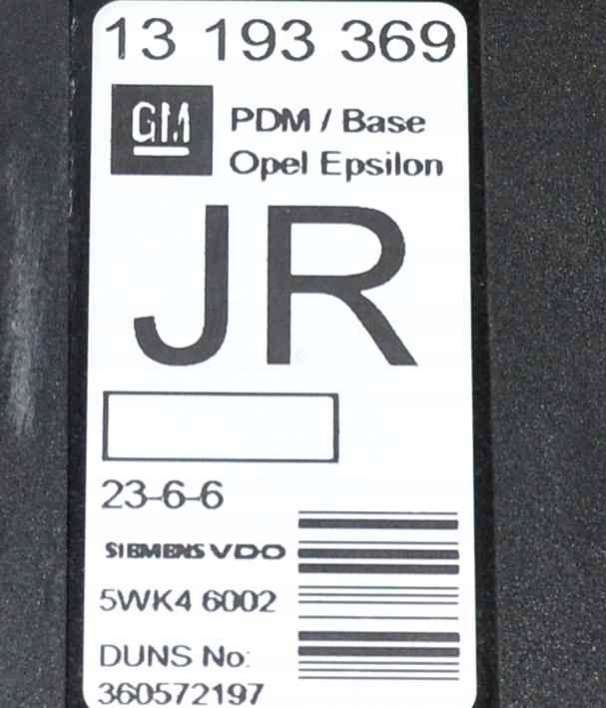 13 193 369
GM
PDM / Base
Opel Epsilon
JR
23-6-6
SIEMENS VDO
5WK4 6002
DUNS No:
360572197